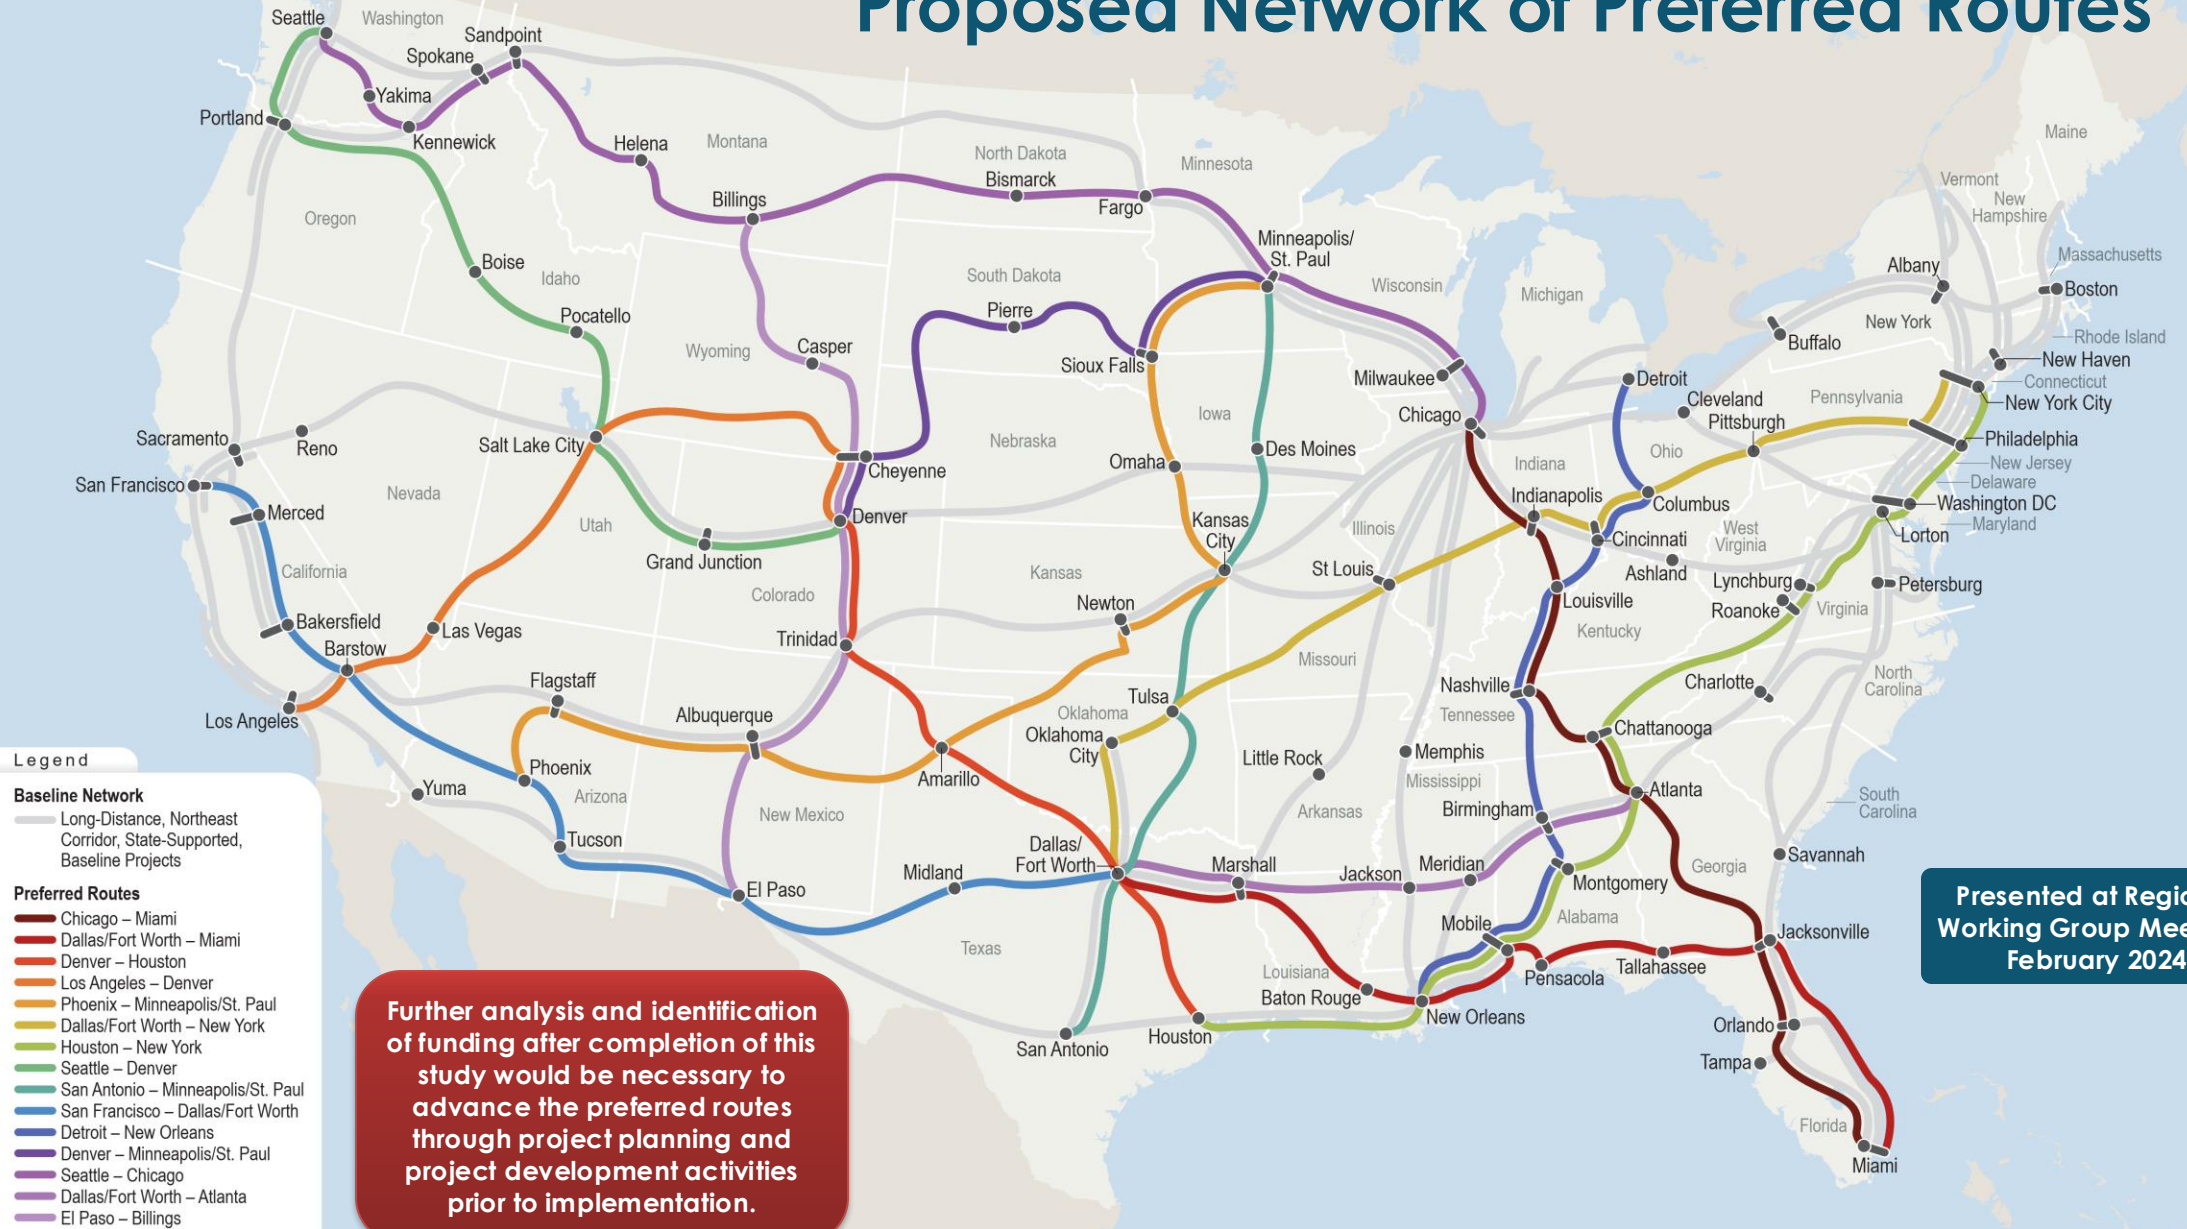 Proposed Network of Preferred Routes
Seattle
Washington
Sandpoint
Spokane
Yakima
Portland
Kennewick
Helena
Montana
North Dakota
Bismarck
Minnesota
Fargo
Billings
Maine
Vermont
New
Hampshire
Oregon
Boise
Idaho
Pocatello
Minneapolis/
St. Paul
South Dakota
Pierre
Wisconsin
Michigan
Massachusetts
Albany
Boston
New York
Buffalo
Rhode Island
New Haven
Connecticut
New York City
Wyoming
Casper
Sioux Falls
Milwaukee
Chicago
Detroit
Cleveland
Pittsburgh
Pennsylvania
Philadelphia
New Jersey
Delaware
Washington DC
Maryland
Lorton
Sacramento
Reno
San Francisco
Merced
Nevada
Salt Lake City
Utah
Cheyenne
Nebraska
Iowa
Omaha
Des Moines
Indiana
Ohio
Indianapolis
Columbus
Denver
Grand Junction
Colorado
Kansas
City
Illinois
Cincinnati
West
Virginia
Ashland
Lynchburg
Petersburg
Roanoke
Virginia
California
Bakersfield
Barstow
Las Vegas
Kansas
Newton
St Louis
Louisville
Kentucky
Trinidad
Missouri
Flagstaff
Los Angeles
Albuquerque
Tulsa
Oklahoma
Oklahoma
City
Nashville
Tennessee
Charlotte
North
Carolina
Chattanooga
Phoenix
Yuma
Arizona
New Mexico
Amarillo
Little Rock
Memphis
Mississippi
Arkansas
Atlanta
South
Carolina
Birmingham
Tucson
El Paso
Midland
Dallas/
Fort Worth
Marshall
Jackson
Meridian
Montgomery
Georgia
Savannah
Texas
Louisiana
Mobile
Alabama
Pensacola
Tallahassee
Jacksonville
Baton Rouge
New Orleans
San Antonio
Houston
Orlando
Tampa
Florida
Miami
Legend
Baseline Network
Long-Distance, Northeast
Corridor, State-Supported,
Baseline Projects
Preferred Routes
Chicago – Miami
Dallas/Fort Worth – Miami
Denver – Houston
Los Angeles – Denver
Phoenix – Minneapolis/St. Paul
Dallas/Fort Worth – New York
Houston – New York
Seattle – Denver
San Antonio – Minneapolis/St. Paul
San Francisco – Dallas/Fort Worth
Detroit – New Orleans
Denver – Minneapolis/St. Paul
Seattle – Chicago
Dallas/Fort Worth – Atlanta
El Paso – Billings
Further analysis and identification
of funding after completion of this
study would be necessary to
advance the preferred routes
through project planning and
project development activities
prior to implementation.
Presented at Regio
Working Group Mee
February 2024